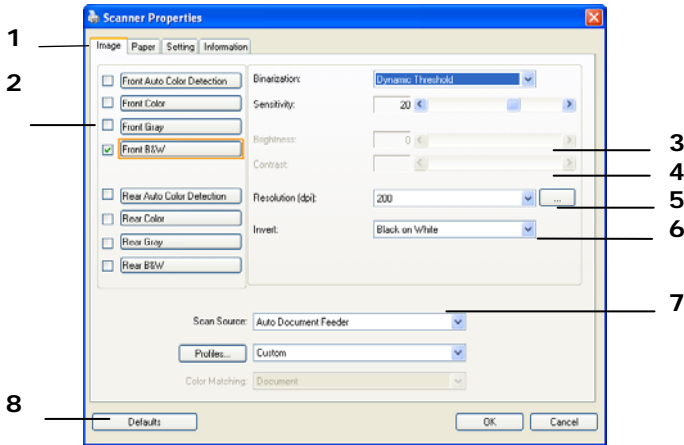 Scanner Properties
1
Image Paper Setting Information
2
Front Auto Color Detection
Front Color
Front Gray
Front B&W
Rear Auto Color Detection
Rear Color
Rear Gray
Rear B&W
Binarization: Dynamic Threshold
Sensitivity: 20
Brightness: 0
3
Contrast:
4
Resolution (dpi): 200 ...
5
Invert: Black on White
6
7
Scan Source: Auto Document Feeder
Profiles... Custom
Color Matching: Document
8
Defaults OK Cancel